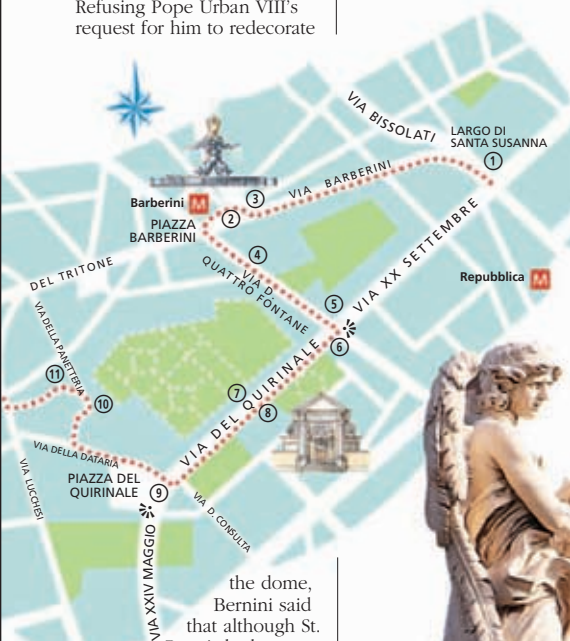 Refusing Pope Urban VIII's
request for him to redecorate
VIA BISSOLATI
LARGO DI
SANTA SUSANNA
1
VIA BARBERINI
3
Barberini M
2
PIAZZA
BARBERINI
4
VIA D.
QUATTRO FONTANE
DEL TRITONE
VIA XX SETTEMBRE
Repubblica M
5
6
VIA DELLA PANETTERIA
11
10
7
8
VIA DEL QUIRINALE
VIA DELLA DATARIA
PIAZZA DEL
QUIRINALE
9
VIA LUCCHESI
VIA D. CONSULTA
VIA XXIV MAGGIO
the dome,
Bernini said
that although St.